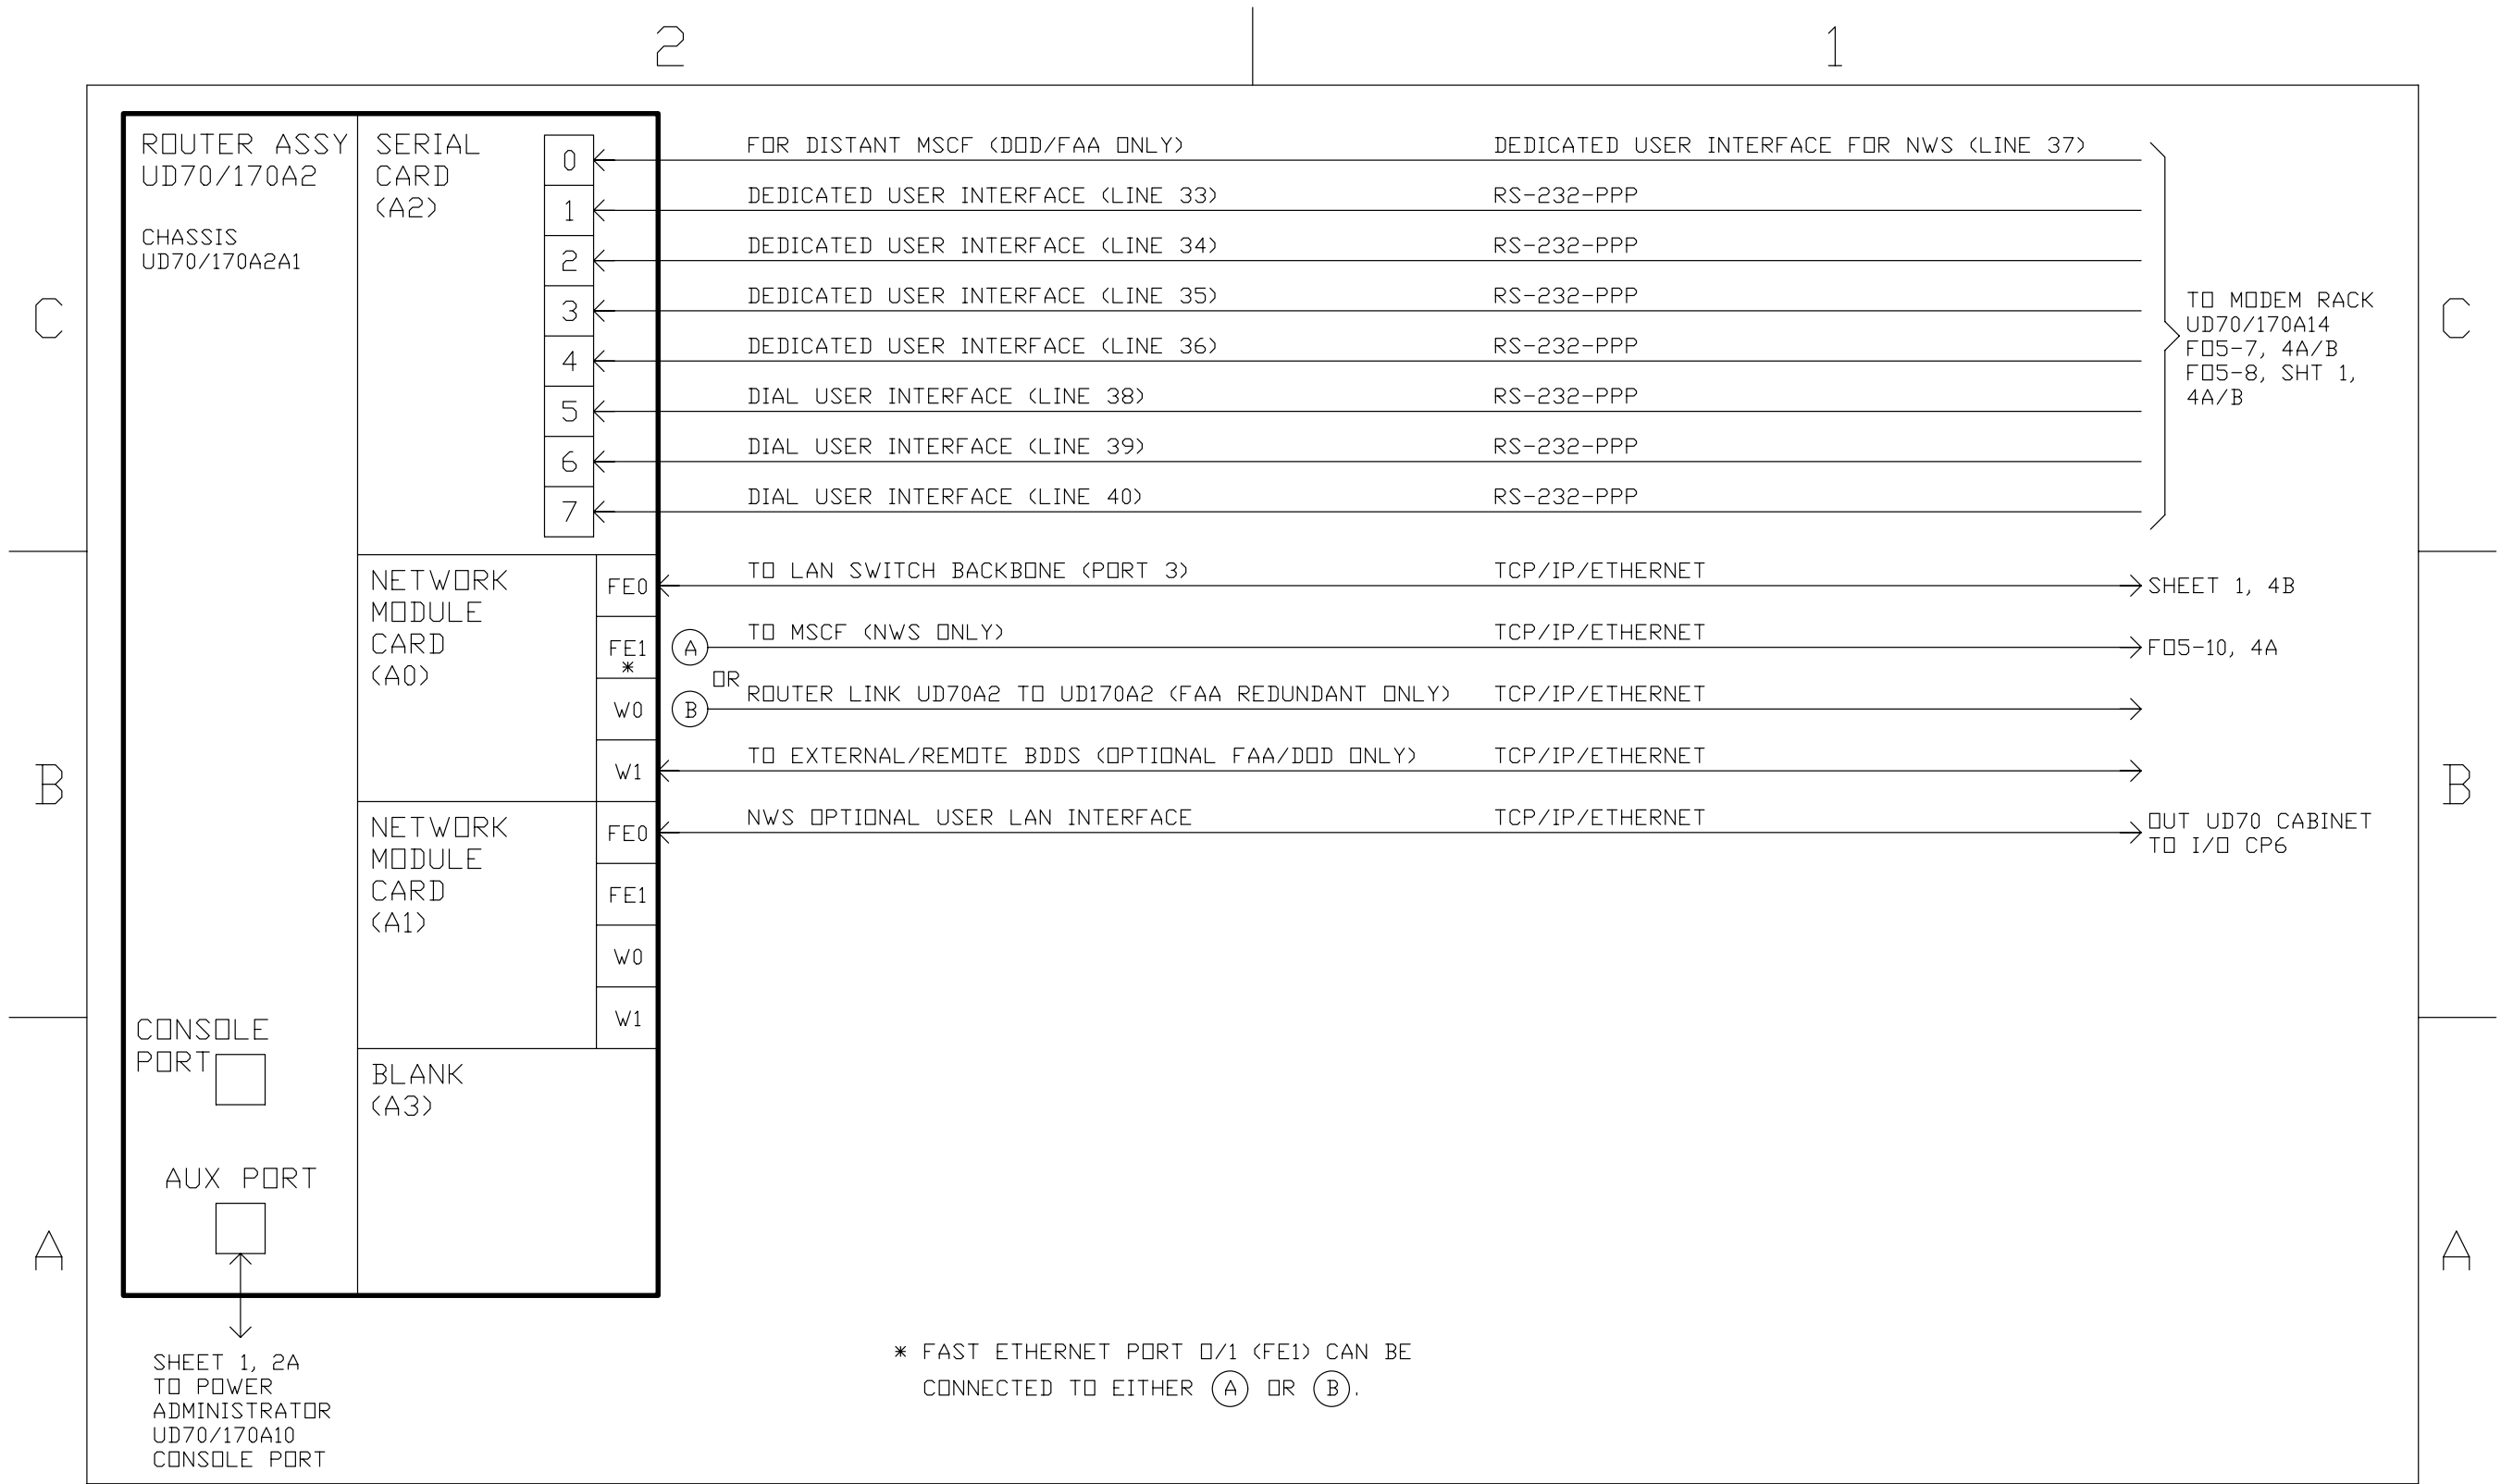 2
1
C
C
B
B
A
A
ROUTER ASSY
UD70/170A2
CHASSIS
UD70/170A2A1
SERIAL
CARD
(A2)
0
FOR DISTANT MSCF (DOD/FAA ONLY)
DEDICATED USER INTERFACE FOR NWS (LINE 37)
1
DEDICATED USER INTERFACE (LINE 33)
RS-232-PPP
2
DEDICATED USER INTERFACE (LINE 34)
RS-232-PPP
3
DEDICATED USER INTERFACE (LINE 35)
RS-232-PPP
4
DEDICATED USER INTERFACE (LINE 36)
RS-232-PPP
5
DIAL USER INTERFACE (LINE 38)
RS-232-PPP
6
DIAL USER INTERFACE (LINE 39)
RS-232-PPP
7
DIAL USER INTERFACE (LINE 40)
RS-232-PPP
TO MODEM RACK
UD70/170A14
FO5-7, 4A/B
FO5-8, SHT 1,
4A/B
NETWORK
MODULE
CARD
(A0)
FE0
TO LAN SWITCH BACKBONE (PORT 3)
TCP/IP/ETHERNET
SHEET 1, 4B
FE1
*
A
TO MSCF (NWS ONLY)
TCP/IP/ETHERNET
FO5-10, 4A
OR
W0
B
ROUTER LINK UD70A2 TO UD170A2 (FAA REDUNDANT ONLY)
TCP/IP/ETHERNET
W1
TO EXTERNAL/REMOTE BDDS (OPTIONAL FAA/DOD ONLY)
TCP/IP/ETHERNET
NETWORK
MODULE
CARD
(A1)
FE0
NWS OPTIONAL USER LAN INTERFACE
TCP/IP/ETHERNET
OUT UD70 CABINET
TO I/O CP6
FE1
W0
W1
CONSOLE
PORT
BLANK
(A3)
AUX PORT
SHEET 1, 2A
TO POWER
ADMINISTRATOR
UD70/170A10
CONSOLE PORT
* FAST ETHERNET PORT 0/1 (FE1) CAN BE
CONNECTED TO EITHER A OR B.